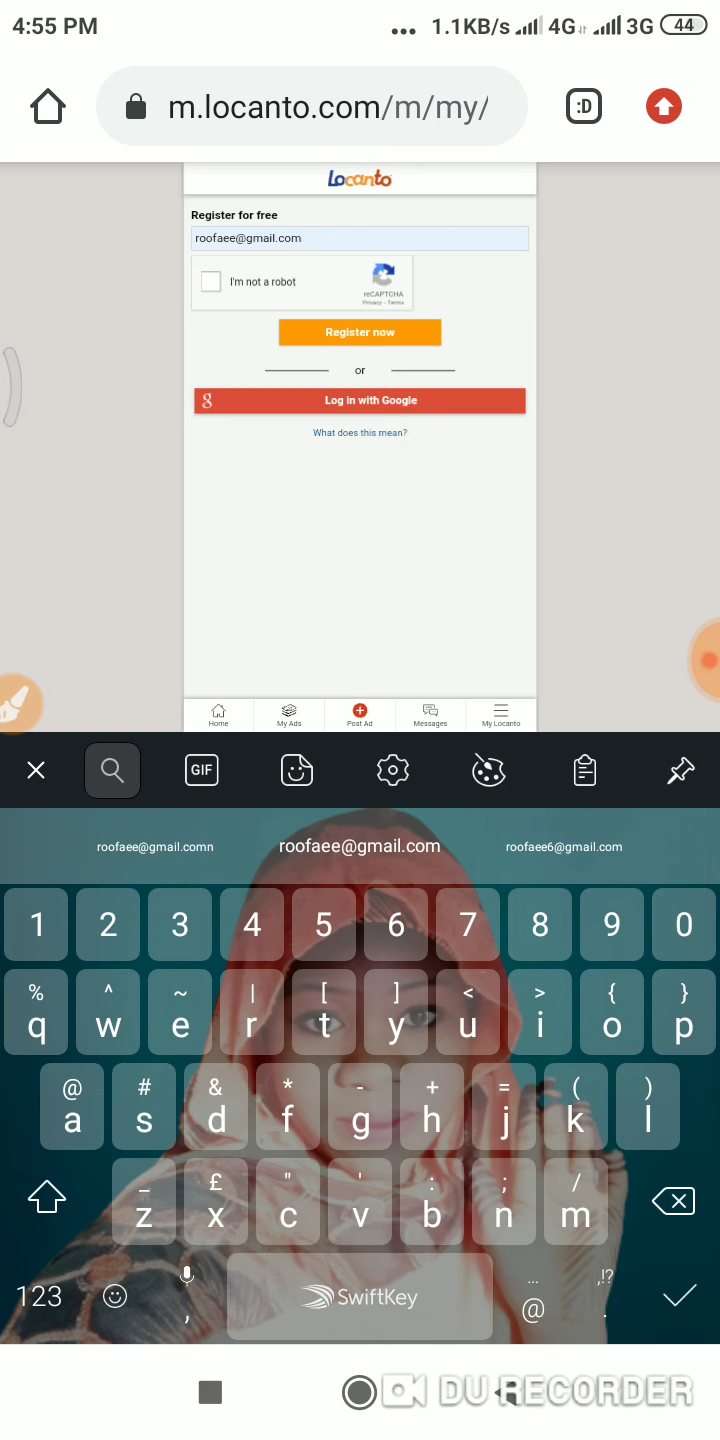 4:55 PM ... 1.1KB/s 4G 3G 44
m.locanto.com/m/my/ :D
Locanto
Register for free
roofaee@gmail.com
I'm not a robot
reCAPTCHA
Privacy - Terms
Register now
or
g Log in with Google
What does this mean?
Home My Ads Post Ad Messages My Locanto
GIF
roofaee@gmail.comn roofaee@gmail.com roofaee6@gmail.com
1 2 3 4 5 6 7 8 9 0
% ^ ~ | [ ] < > { }
q w e r t y u i o p
@ # & * - + = ( )
a s d f g h j k l
_ £ " ' : ; /
z x c v b n m
... ,!?
123 , SwiftKey @ .
DU RECORDER